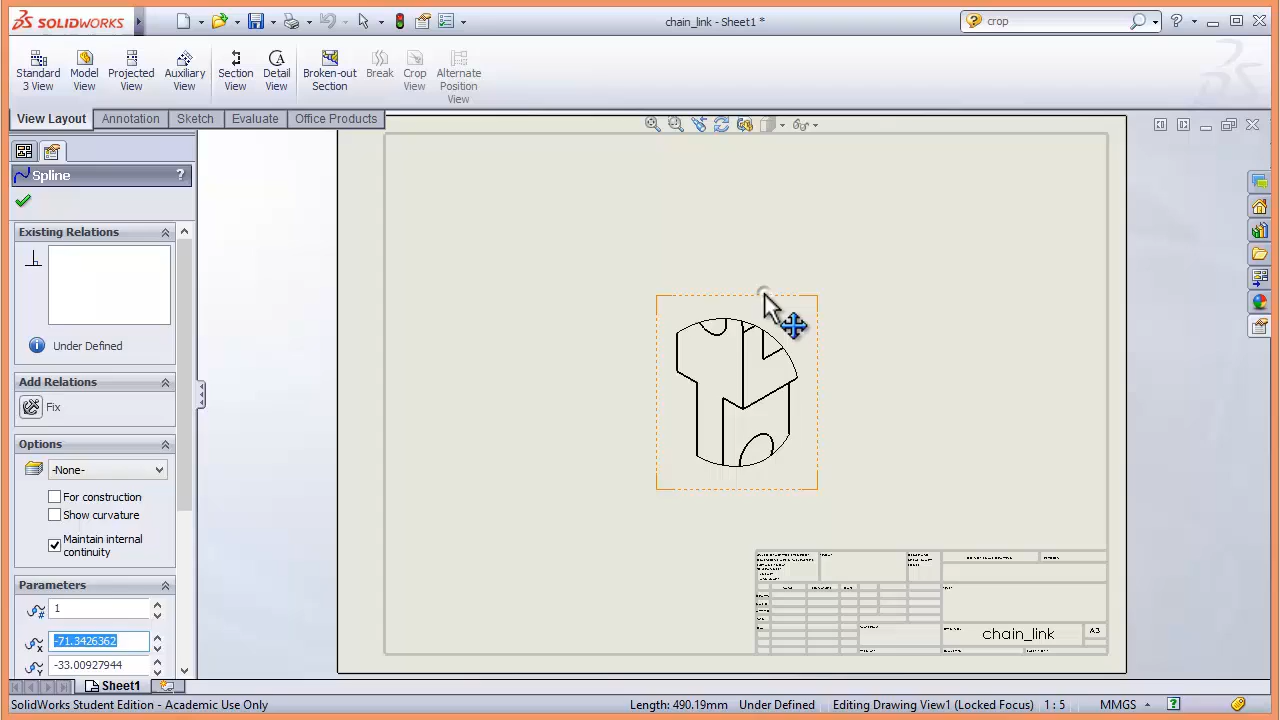 SOLIDWORKS
chain_link - Sheet1 *
crop
Standard 3 View
Model View
Projected View
Auxiliary View
Section View
Detail View
Broken-out Section
Break
Crop View
Alternate Position View
View Layout
Annotation
Sketch
Evaluate
Office Products
Spline
?
Existing Relations
Under Defined
Add Relations
Fix
Options
-None-
For construction
Show curvature
Maintain internal
continuity
Parameters
1
-71.3426362
-33.00927944
chain_link
A3
Sheet1
SolidWorks Student Edition - Academic Use Only
Length: 490.19mm
Under Defined
Editing Drawing View1 (Locked Focus)
1 : 5
MMGS